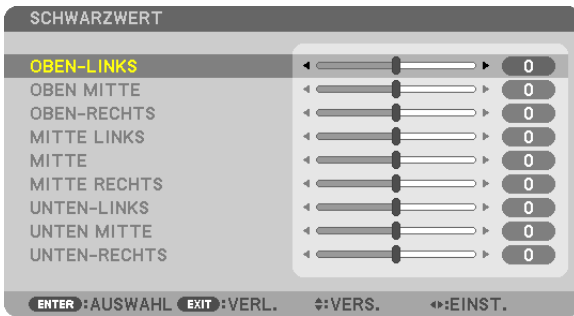 SCHWARZWERT
OBEN-LINKS 0
OBEN MITTE 0
OBEN-RECHTS 0
MITTE LINKS 0
MITTE 0
MITTE RECHTS 0
UNTEN-LINKS 0
UNTEN MITTE 0
UNTEN-RECHTS 0
ENTER :AUSWAHL EXIT :VERL. :VERS. :EINST.